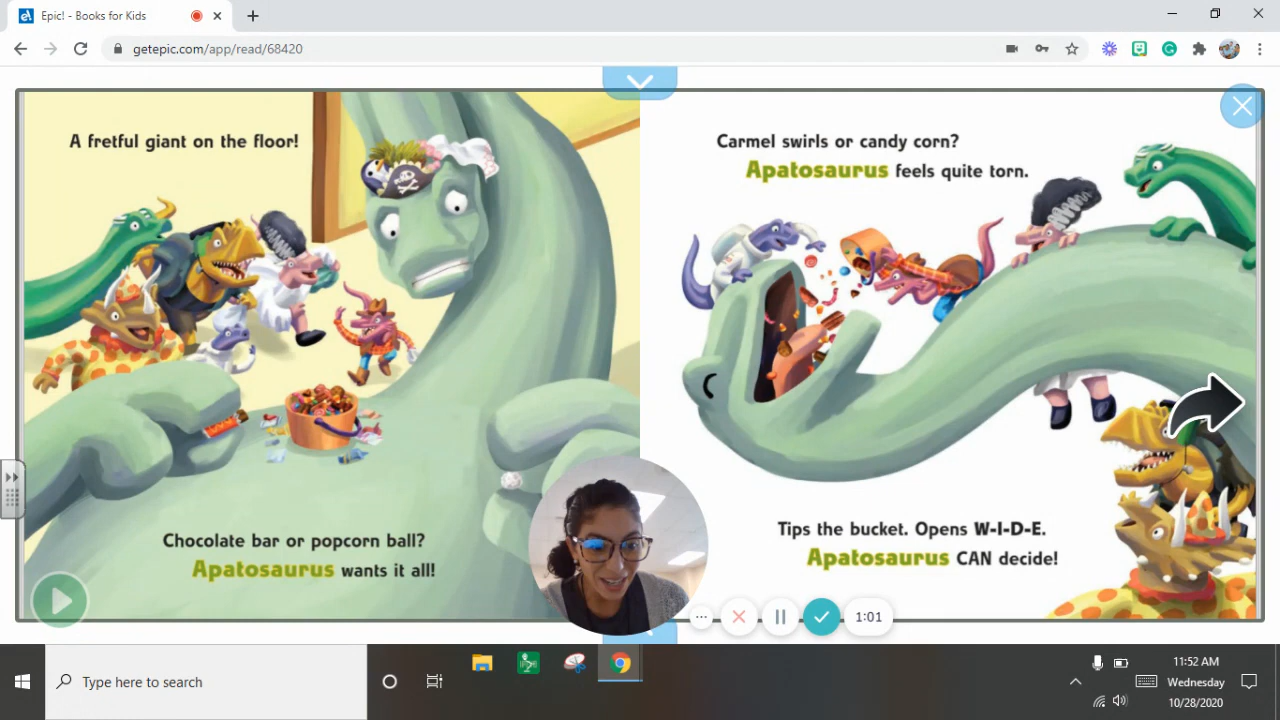 Epic! - Books for Kids
getepic.com/app/read/68420
A fretful giant on the floor!
Chocolate bar or popcorn ball?
Apatosaurus wants it all!
Carmel swirls or candy corn?
Apatosaurus feels quite torn.
Tips the bucket. Opens W-I-D-E.
Apatosaurus CAN decide!
1:01
Type here to search
11:52 AM
Wednesday
10/28/2020